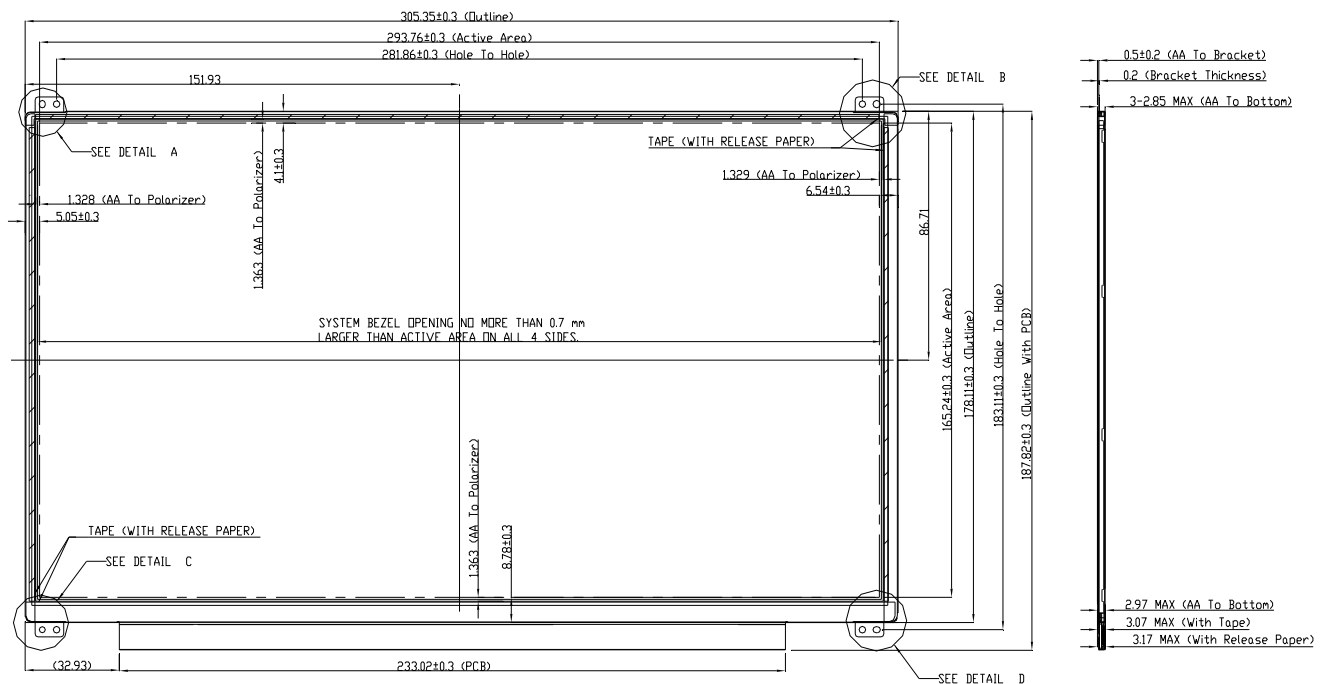 305.35±0.3 (Outline)
293.76±0.3 (Active Area)
281.86±0.3 (Hole To Hole)
151.93
SEE DETAIL B
0.5±0.2 (AA To Bracket)
0.2 (Bracket Thickness)
3-2.85 MAX (AA To Bottom)
SEE DETAIL A
TAPE (WITH RELEASE PAPER)
4.1±0.3
1.363 (AA To Polarizer)
1.329 (AA To Polarizer)
6.54±0.3
1.328 (AA To Polarizer)
5.05±0.3
86.71
SYSTEM BEZEL OPENING NO MORE THAN 0.7 mm
LARGER THAN ACTIVE AREA ON ALL 4 SIDES.
165.24±0.3 (Active Area)
178.11±0.3 (Outline)
183.11±0.3 (Hole To Hole)
187.82±0.3 (Outline With PCB)
1.363 (AA To Polarizer)
8.78±0.3
TAPE (WITH RELEASE PAPER)
SEE DETAIL C
2.97 MAX (AA To Bottom)
3.07 MAX (With Tape)
3.17 MAX (With Release Paper)
(32.93)
233.02±0.3 (PCB)
SEE DETAIL D